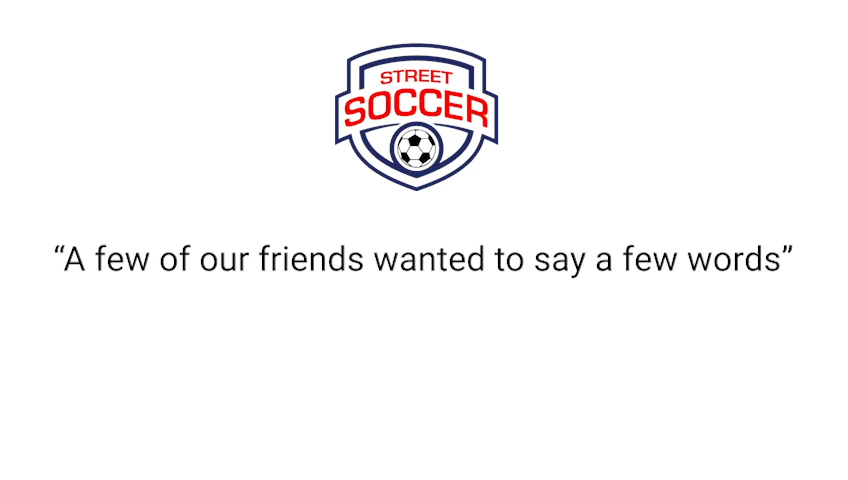 STREET
SOCCER
“A few of our friends wanted to say a few words”